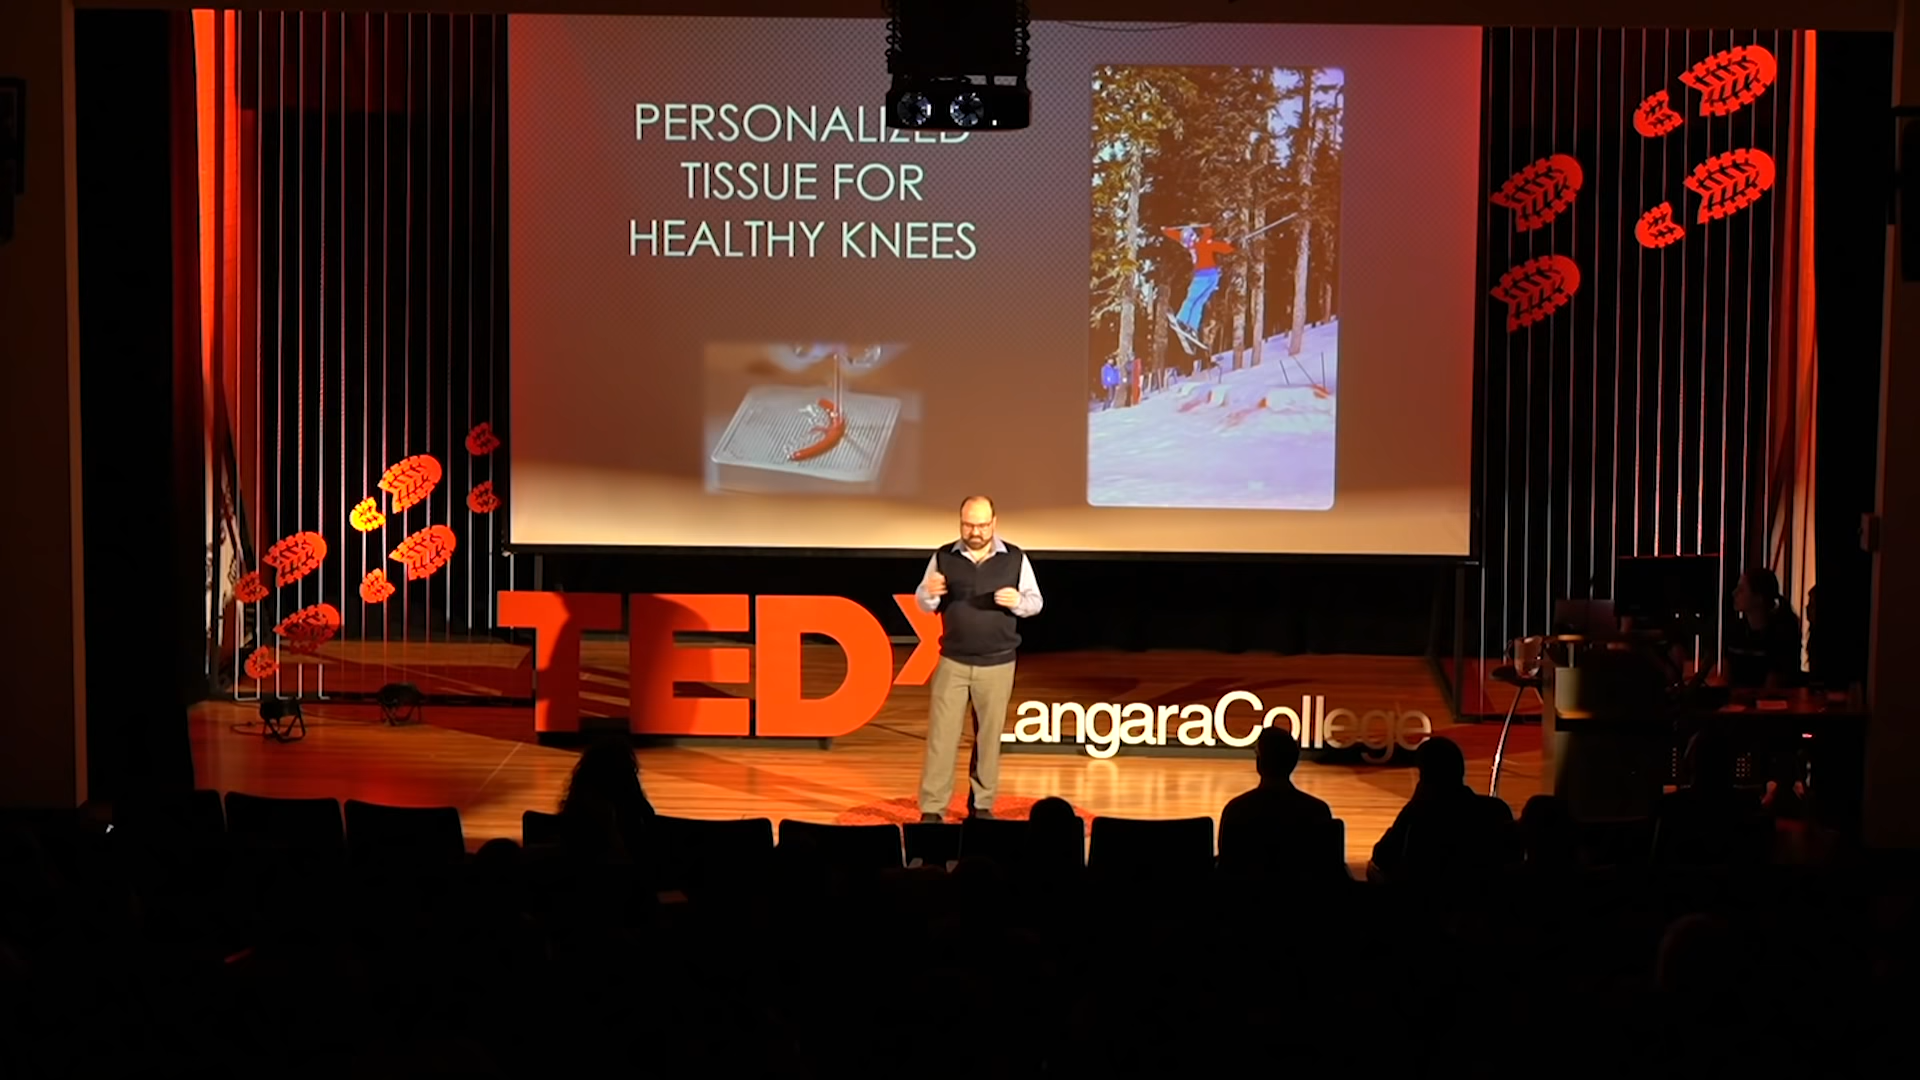 PERSONALIZED
TISSUE FOR
HEALTHY KNEES
TEDx
LangaraCollege